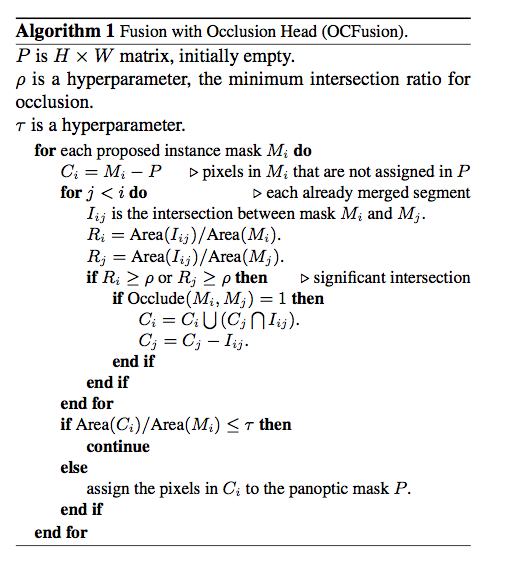 Algorithm 1 Fusion with Occlusion Head (OCFusion).
P is H × W matrix, initially empty.
ρ is a hyperparameter, the minimum intersection ratio for
occlusion.
τ is a hyperparameter.
for each proposed instance mask M_i do
C_i = M_i − P ▷ pixels in M_i that are not assigned in P
for j < i do ▷ each already merged segment
I_ij is the intersection between mask M_i and M_j.
R_i = Area(I_ij)/Area(M_i).
R_j = Area(I_ij)/Area(M_j).
if R_i ≥ ρ or R_j ≥ ρ then ▷ significant intersection
if Occlude(M_i, M_j) = 1 then
C_i = C_i ⋃ (C_j ⋂ I_ij).
C_j = C_j − I_ij.
end if
end if
end for
if Area(C_i)/Area(M_i) ≤ τ then
continue
else
assign the pixels in C_i to the panoptic mask P.
end if
end for